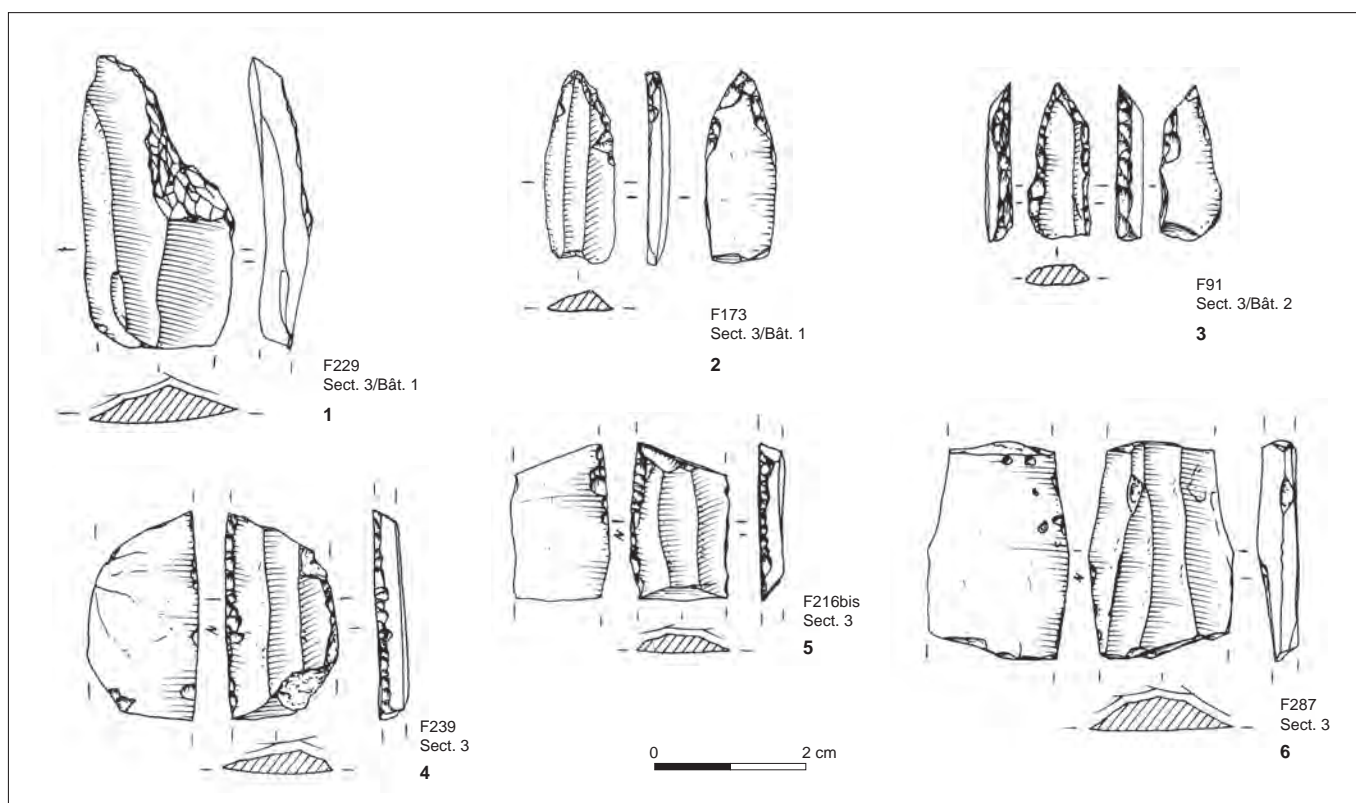 F229
Sect. 3/Bât. 1
1
F173
Sect. 3/Bât. 1
2
F91
Sect. 3/Bât. 2
3
F239
Sect. 3
4
F216bis
Sect. 3
5
F287
Sect. 3
6
0 2 cm